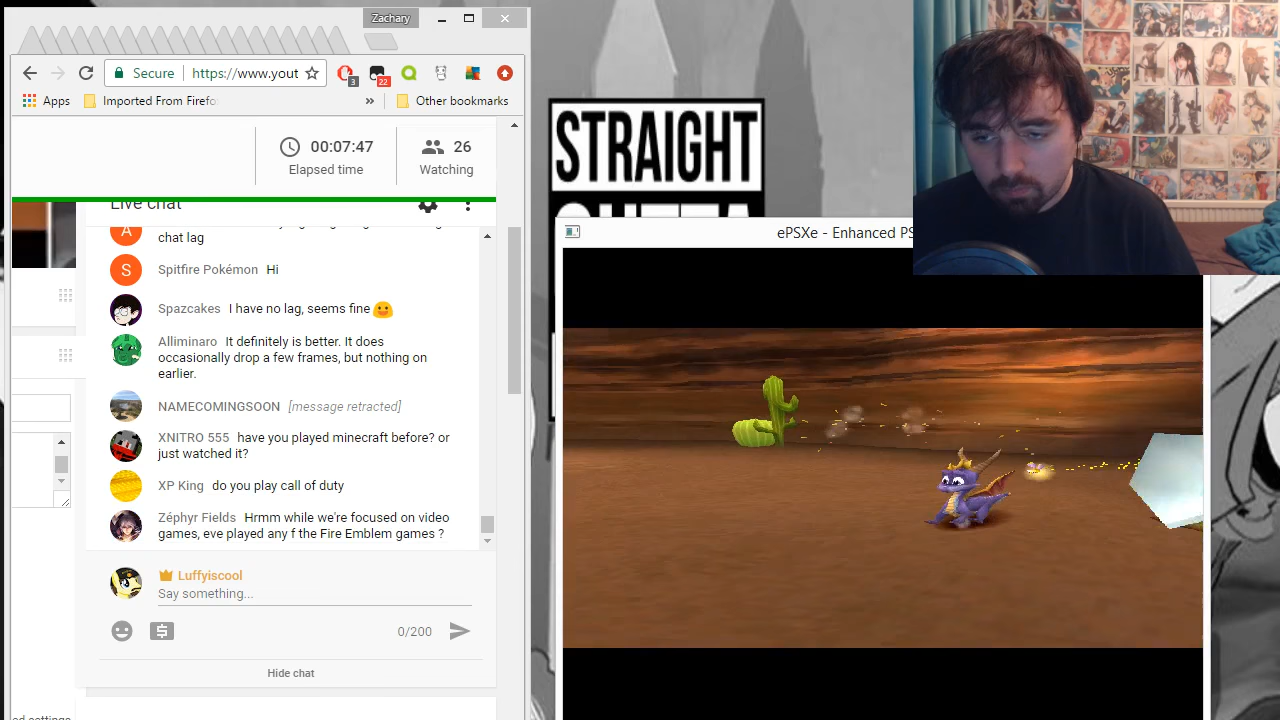 Zachary
Secure
https://www.yout
3
22
Apps
Imported From Firefo
»
Other bookmarks
00:07:47
Elapsed time
26
Watching
Live chat
A
chat lag
S
Spitfire Pokémon Hi
Spazcakes I have no lag, seems fine
Alliminaro It definitely is better. It does
occasionally drop a few frames, but nothing on
earlier.
NAMECOMINGSOON [message retracted]
XNITRO 555 have you played minecraft before? or
just watched it?
XP King do you play call of duty
Zéphyr Fields Hrmm while we're focused on video
games, eve played any f the Fire Emblem games ?
Luffyiscool
Say something...
0/200
Hide chat
STRAIGHT
ePSXe - Enhanced PS